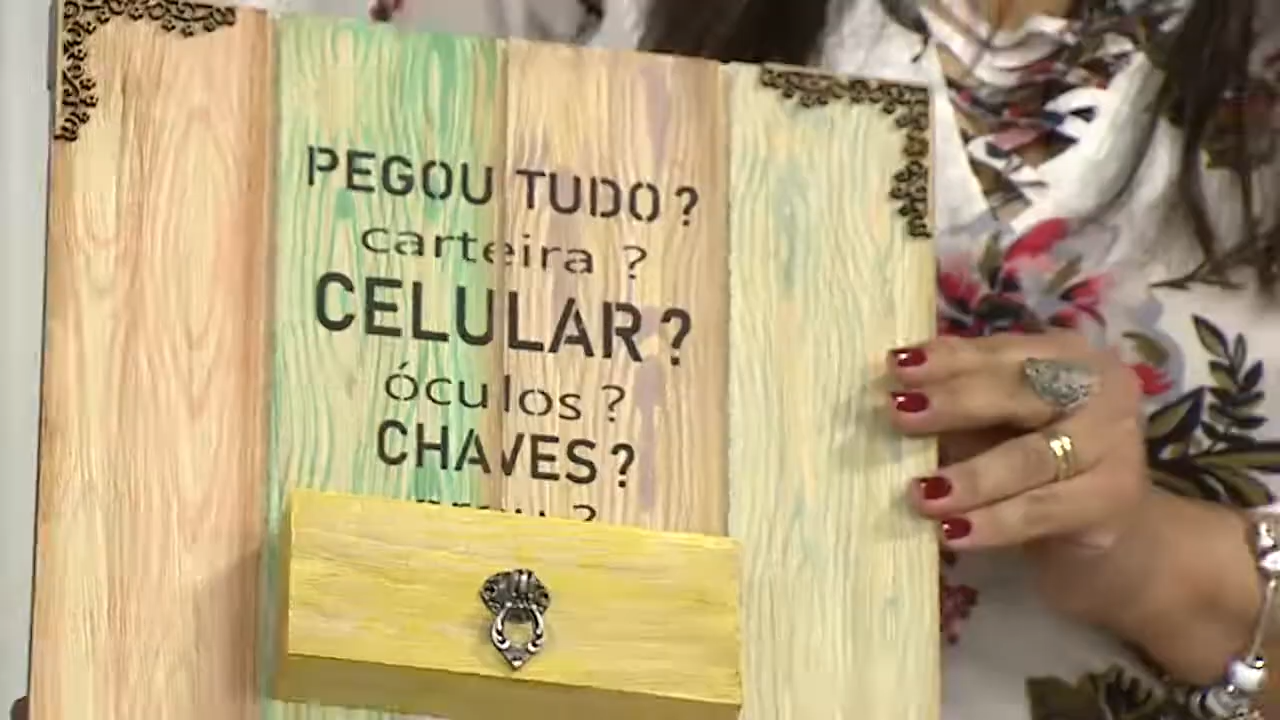 PEGOU TUDO?
carteira ?
CELULAR?
óculos ?
CHAVES?
?